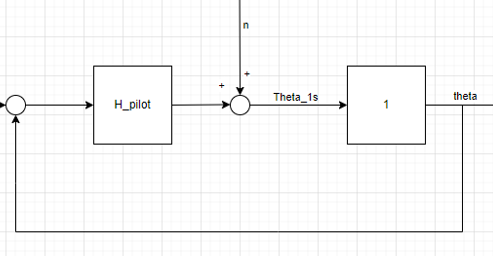 n
+
+
Theta_1s
theta
H_pilot
1